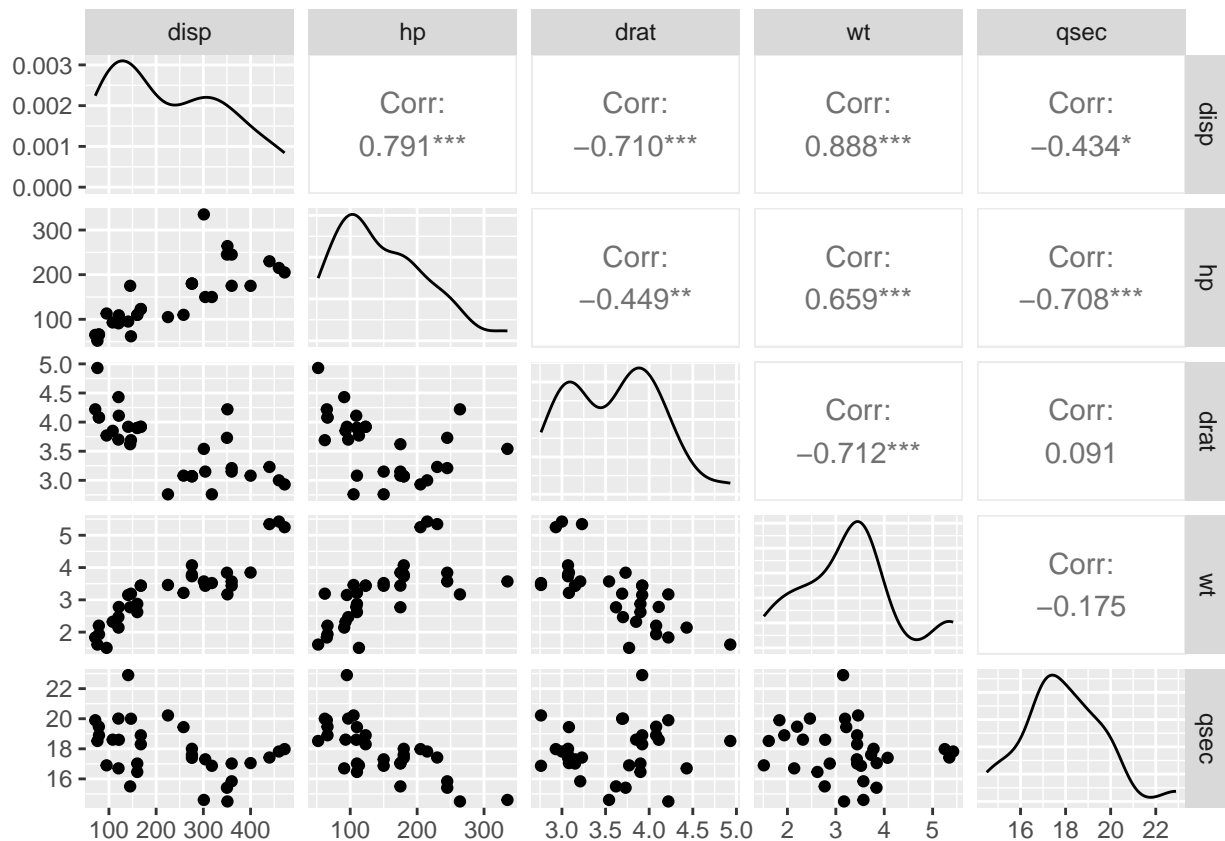 disp hp drat wt qsec
0.003
0.002
0.001
0.000
Corr:
0.791***
Corr:
−0.710***
Corr:
0.888***
Corr:
−0.434*
disp
300
200
100
Corr:
−0.449**
Corr:
0.659***
Corr:
−0.708***
hp
5.0
4.5
4.0
3.5
3.0
Corr:
−0.712***
Corr:
0.091
drat
5
4
3
2
Corr:
−0.175
wt
22
20
18
16
qsec
100 200 300 400
100 200 300
3.0 3.5 4.0 4.5 5.0
2 3 4 5
16 18 20 22